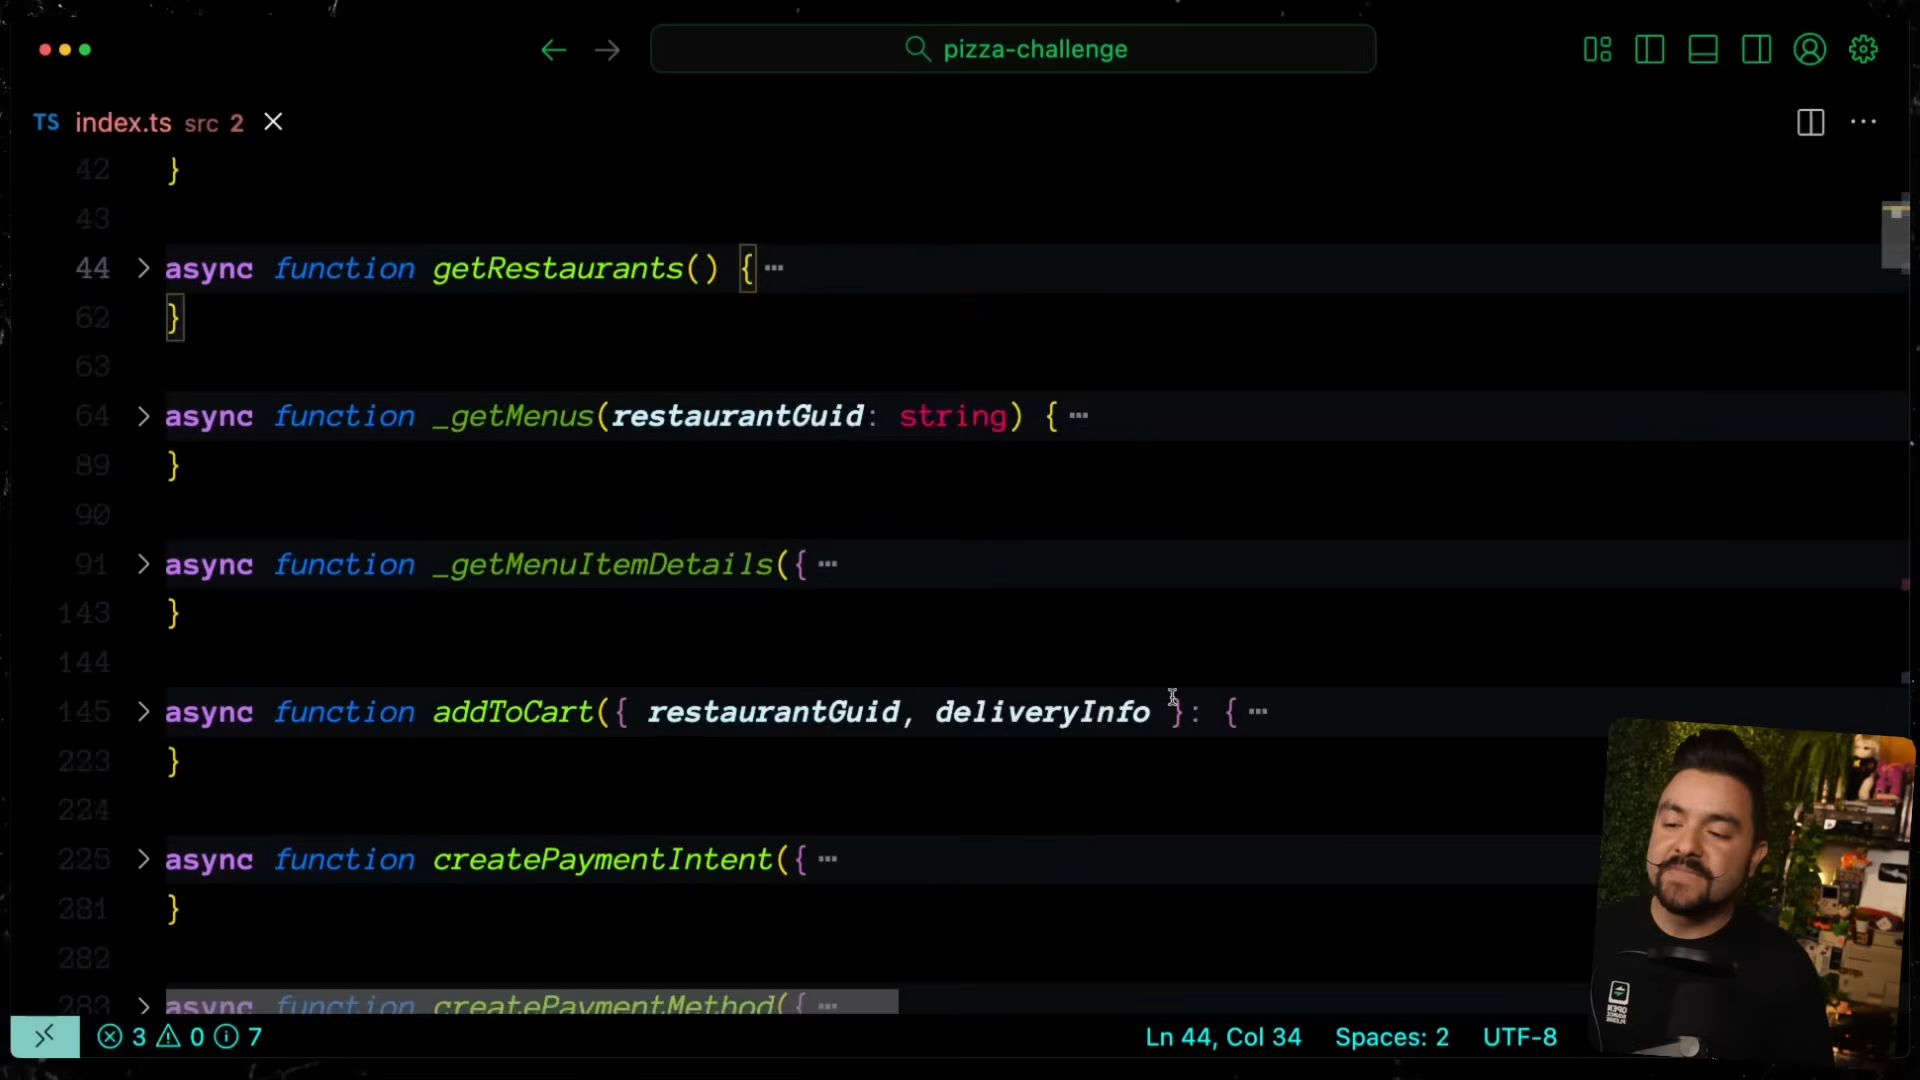 pizza-challenge
TS index.ts src 2
42 }
43
44 async function getRestaurants() {
62 }
63
64 async function _getMenus(restaurantGuid: string) {
89 }
90
91 async function _getMenuItemDetails({
143 }
144
145 async function addToCart({ restaurantGuid, deliveryInfo }: {
223 }
224
225 async function createPaymentIntent({
281 }
282
283 async function createPaymentMethod({
3 0 7 Ln 44, Col 34 Spaces: 2 UTF-8
OPEN
SOURCE